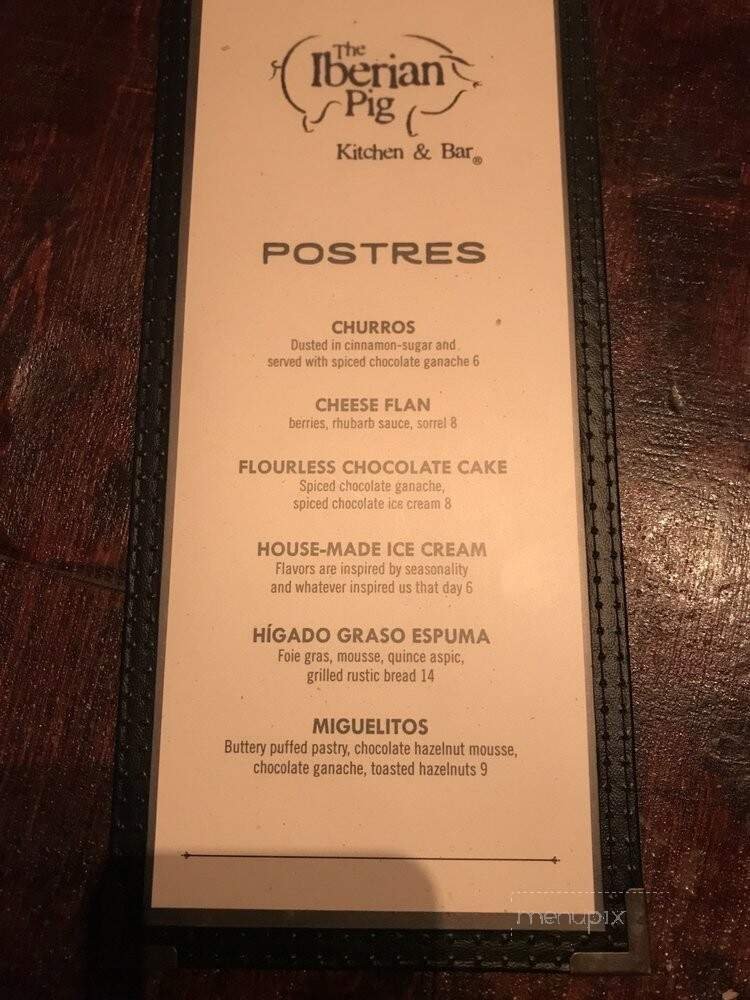 The
Iberian
Pig
Kitchen & Bar®
POSTRES
CHURROS
Dusted in cinnamon-sugar and
served with spiced chocolate ganache 6
CHEESE FLAN
berries, rhubarb sauce, sorrel 8
FLOURLESS CHOCOLATE CAKE
Spiced chocolate ganache,
spiced chocolate ice cream 8
HOUSE-MADE ICE CREAM
Flavors are inspired by seasonality
and whatever inspired us that day 6
HÍGADO GRASO ESPUMA
Foie gras, mousse, quince aspic,
grilled rustic bread 14
MIGUELITOS
Buttery puffed pastry, chocolate hazelnut mousse,
chocolate ganache, toasted hazelnuts 9
menupix